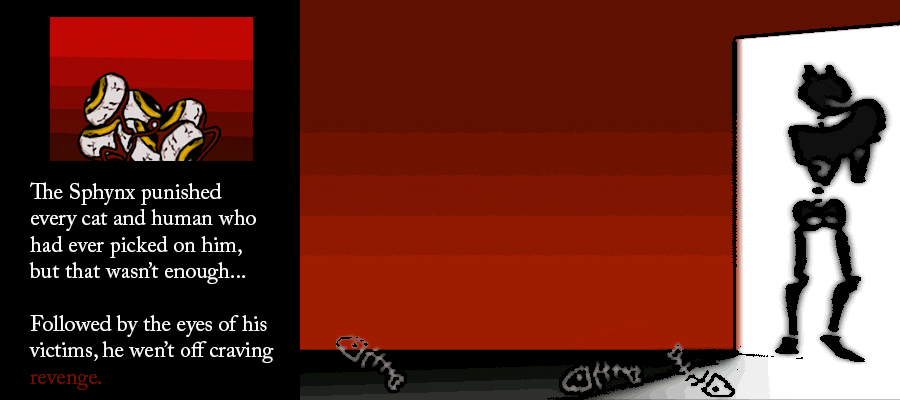 The Sphynx punished
every cat and human who
had ever picked on him,
but that wasn't enough...
Followed by the eyes of his
victims, he wen't off craving
revenge.